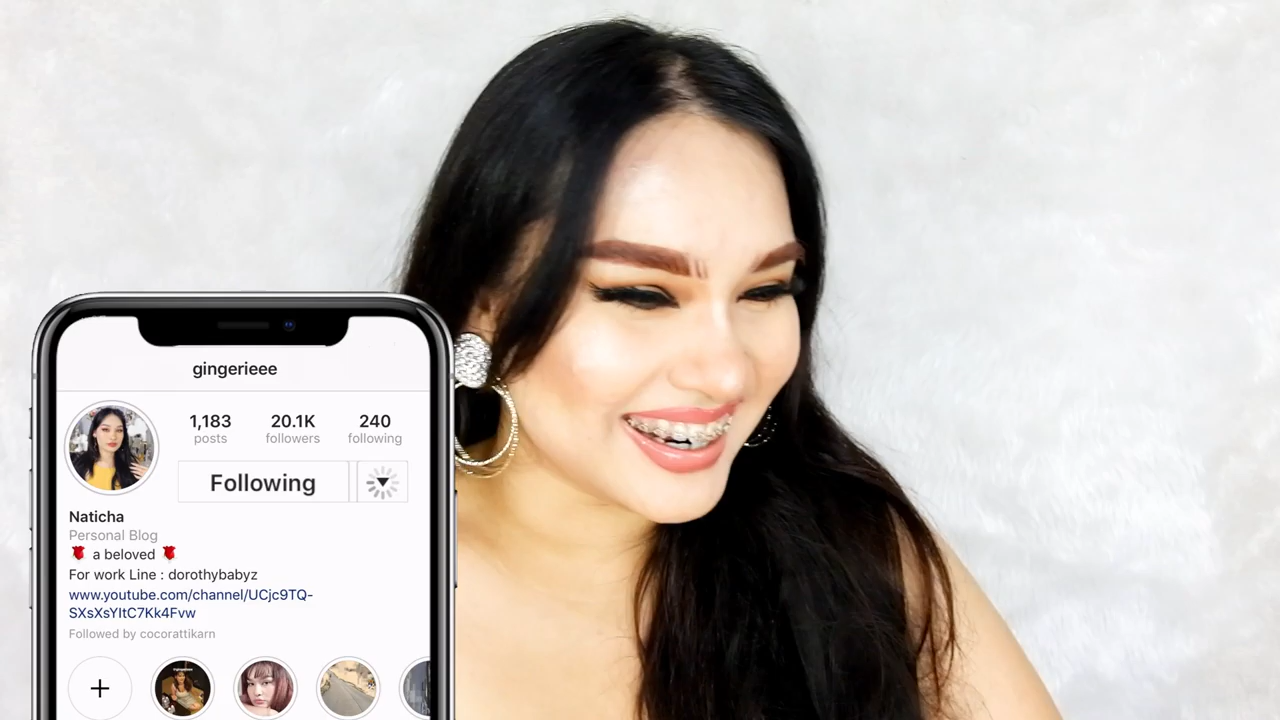 gingerieee
1,183 20.1K 240
posts followers following
Following
Naticha
Personal Blog
🌹 a beloved 🌹
For work Line : dorothybabyz
www.youtube.com/channel/UCjc9TQ-
SXsXsYItC7Kk4Fvw
Followed by cocorattikarn